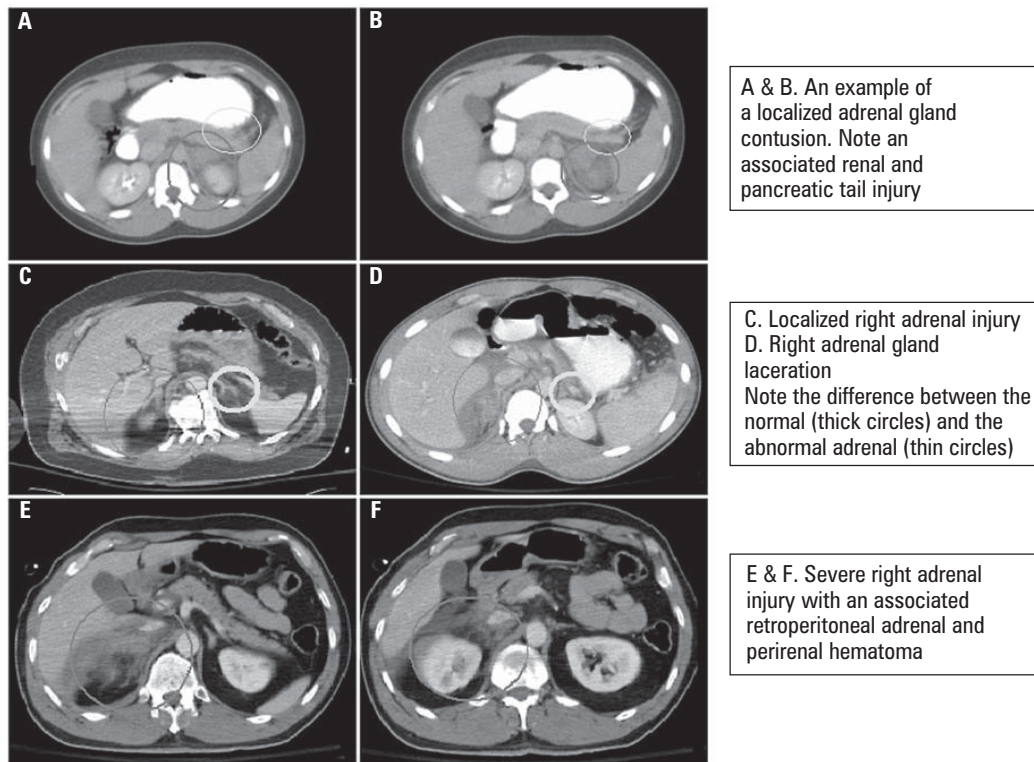 A
B
A & B. An example of
a localized adrenal gland
contusion. Note an
associated renal and
pancreatic tail injury
C
D
C. Localized right adrenal injury
D. Right adrenal gland
laceration
Note the difference between the
normal (thick circles) and the
abnormal adrenal (thin circles)
E
F
E & F. Severe right adrenal
injury with an associated
retroperitoneal adrenal and
perirenal hematoma